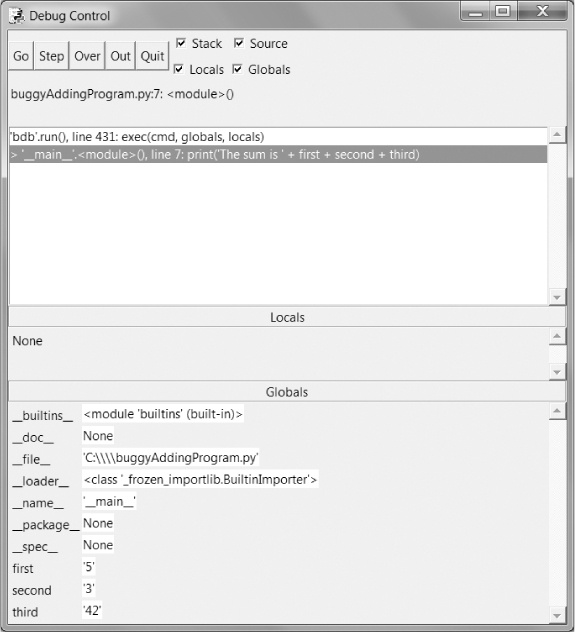 Debug Control
Go Step Over Out Quit
Stack Source
Locals Globals
buggyAddingProgram.py:7: <module>()
'bdb'.run(), line 431: exec(cmd, globals, locals)
> '__main__'.<module>(), line 7: print('The sum is ' + first + second + third)
Locals
None
Globals
__builtins__ <module 'builtins' (built-in)>
__doc__ None
__file__ 'C:\\\\buggyAddingProgram.py'
__loader__ <class '_frozen_importlib.BuiltinImporter'>
__name__ '__main__'
__package__ None
__spec__ None
first '5'
second '3'
third '42'